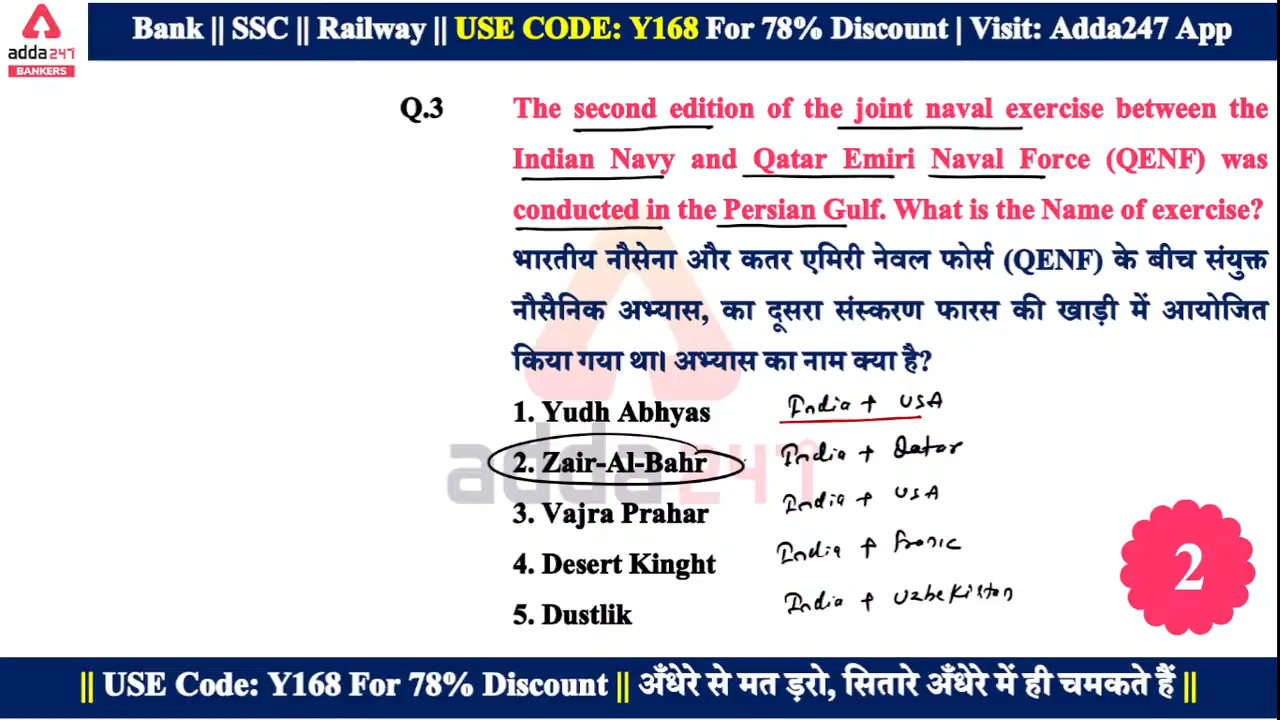 Bank || SSC || Railway || USE CODE: Y168 For 78% Discount | Visit: Adda247 App
adda247
BANKERS
Q.3 The second edition of the joint naval exercise between the
Indian Navy and Qatar Emiri Naval Force (QENF) was
conducted in the Persian Gulf. What is the Name of exercise?
भारतीय नौसेना और कतर एमिरी नेवल फोर्स (QENF) के बीच संयुक्त
नौसैनिक अभ्यास, का दूसरा संस्करण फारस की खाड़ी में आयोजित
किया गया था। अभ्यास का नाम क्या है?
1. Yudh Abhyas India + USA
2. Zair-Al-Bahr India + Qatar
adda247
3. Vajra Prahar India + USA
4. Desert Kinght India +
5. Dustlik India + Uzbekistan
2
|| USE Code: Y168 For 78% Discount || अँधेरे से मत ड़रो, सितारे अँधेरे में ही चमकते हैं ||